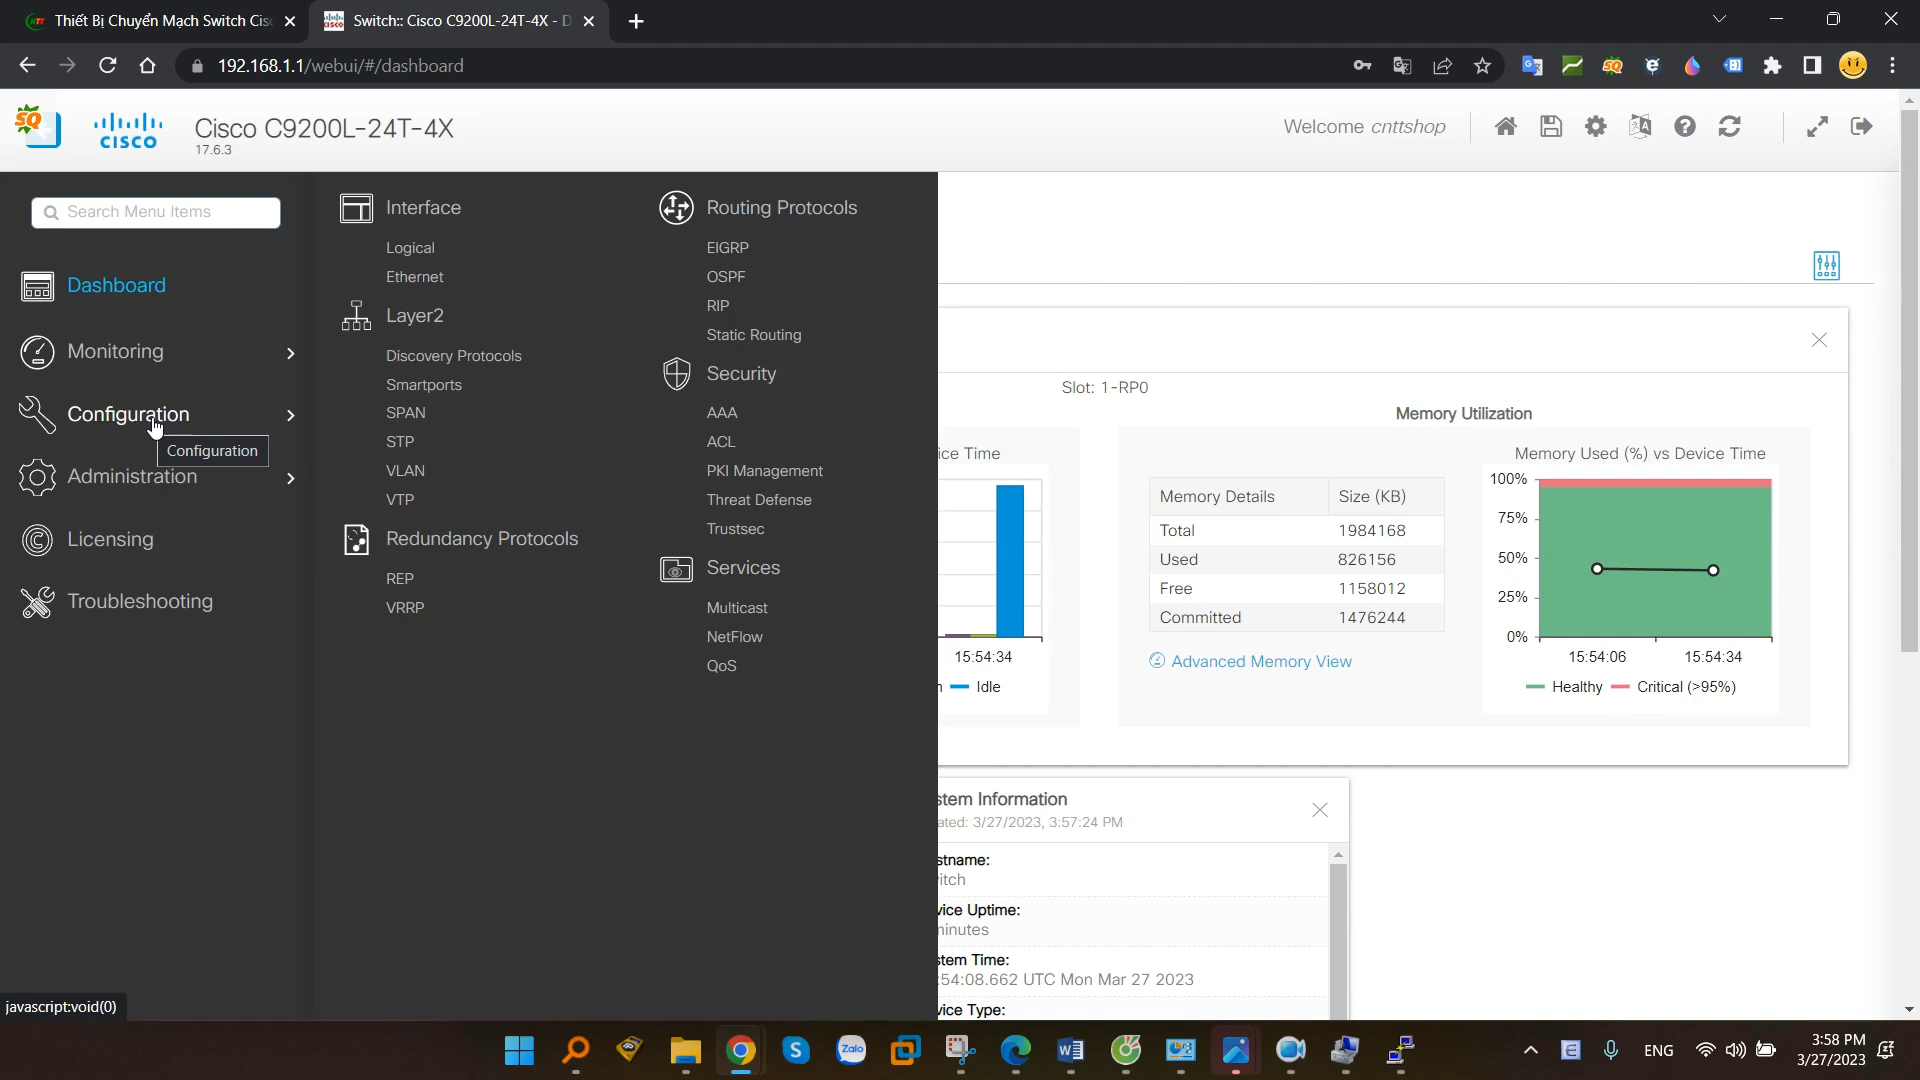 Thiết Bị Chuyển Mạch Switch Cisc
Switch:: Cisco C9200L-24T-4X - D
192.168.1.1/webui/#/dashboard
SQ
CISCO
Cisco C9200L-24T-4X
17.6.3
Welcome cnttshop
Search Menu Items
Dashboard
Monitoring
Configuration
Configuration
Administration
Licensing
Troubleshooting
Interface
Logical
Ethernet
Layer2
Discovery Protocols
Smartports
SPAN
STP
VLAN
VTP
Redundancy Protocols
REP
VRRP
Routing Protocols
EIGRP
OSPF
RIP
Static Routing
Security
AAA
ACL
PKI Management
Threat Defense
Trustsec
Services
Multicast
NetFlow
QoS
Slot: 1-RP0
Memory Utilization
ice Time
15:54:34
Idle
Memory Details Size (KB)
Total 1984168
Used 826156
Free 1158012
Committed 1476244
Advanced Memory View
Memory Used (%) vs Device Time
100%
75%
50%
25%
0%
15:54:06 15:54:34
Healthy Critical (>95%)
stem Information
ated: 3/27/2023, 3:57:24 PM
stname:
itch
vice Uptime:
inutes
stem Time:
:54:08.662 UTC Mon Mar 27 2023
vice Type:
javascript:void(0)
Zalo
ENG
3:58 PM
3/27/2023